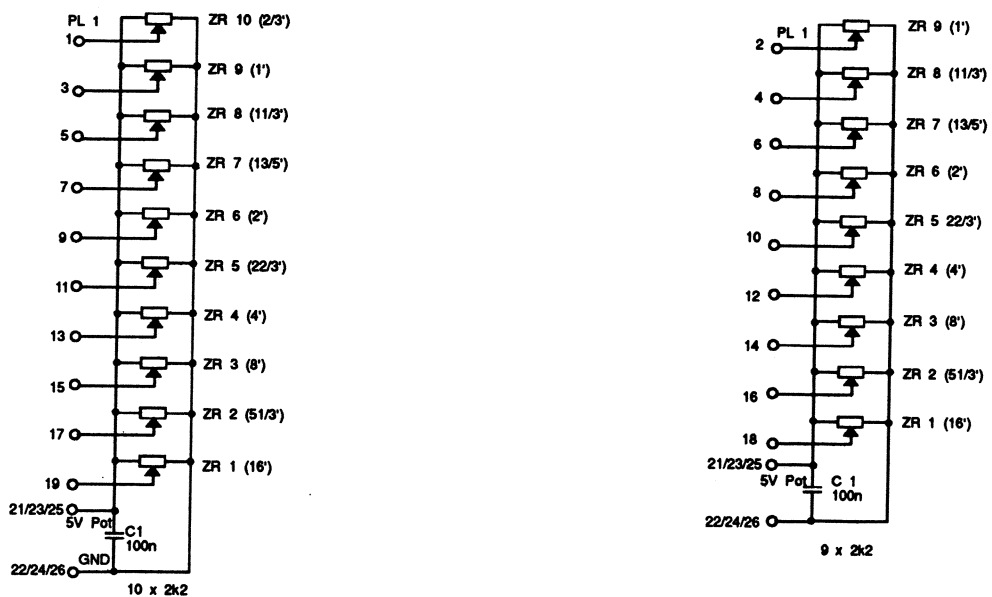 PL 1
ZR 10 (2/3')
1
ZR 9 (1')
3
ZR 8 (11/3')
5
ZR 7 (13/5')
7
ZR 6 (2')
9
ZR 5 (22/3')
11
ZR 4 (4')
13
ZR 3 (8')
15
ZR 2 (51/3')
17
ZR 1 (16')
19
21/23/25
5V Pot
C1
100n
GND
22/24/26
10 x 2k2
PL 1
ZR 9 (1')
2
ZR 8 (11/3')
4
ZR 7 (13/5')
6
ZR 6 (2')
8
ZR 5 22/3')
10
ZR 4 (4')
12
ZR 3 (8')
14
ZR 2 (51/3')
16
ZR 1 (16')
18
21/23/25
5V Pot
C 1
100n
22/24/26
9 x 2k2